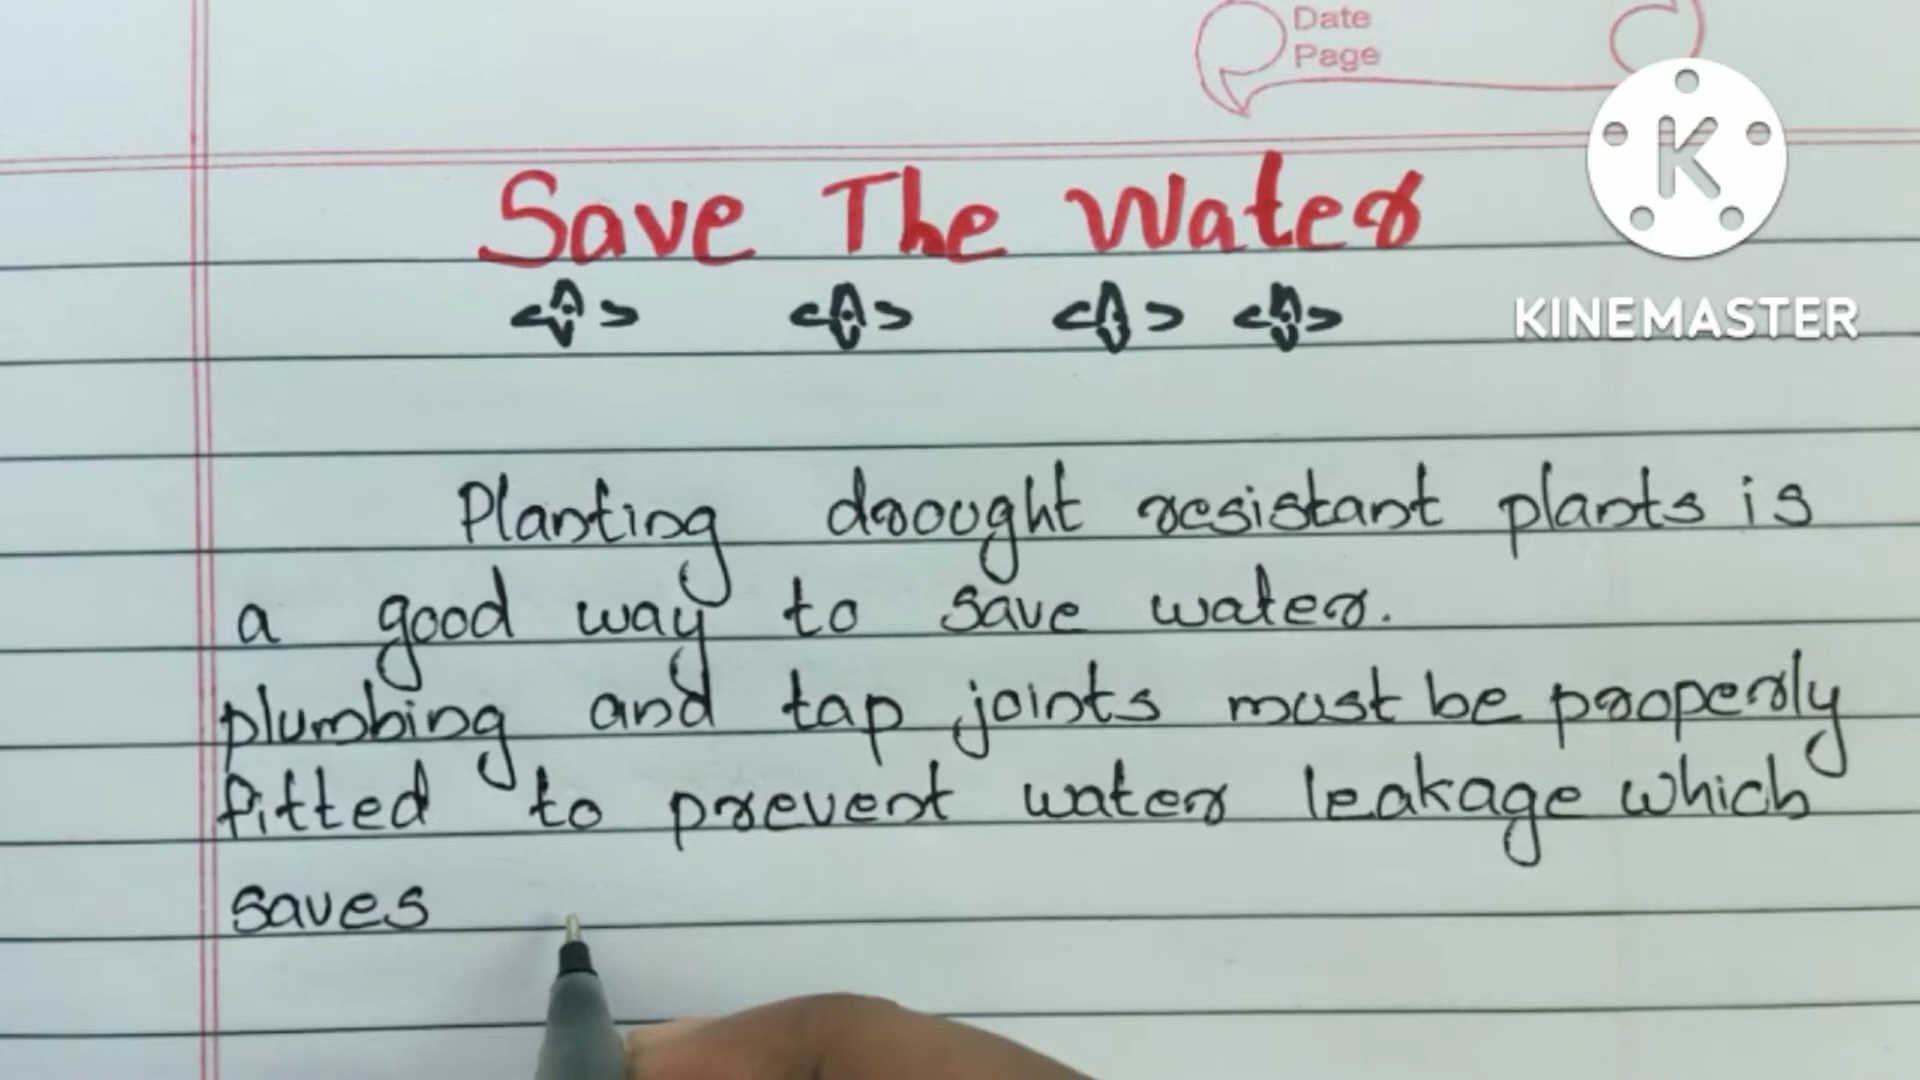 Date
Page
K
KINEMASTER
Save The Water
Planting drought resistant plants is
a good way to save water.
plumbing and tap joints must be properly
fitted to prevent water leakage which
saves